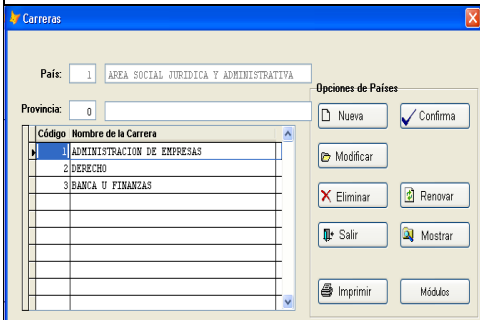 Carreras
País: 1 AREA SOCIAL JURIDICA Y ADMINISTRATIVA
Provincia: 0
Código Nombre de la Carrera
1 ADMINISTRACION DE EMPRESAS
2 DERECHO
3 BANCA U FINANZAS
Opciones de Países
Nueva Confirma
Modificar
Eliminar Renovar
Salir Mostrar
Imprimir Módulos